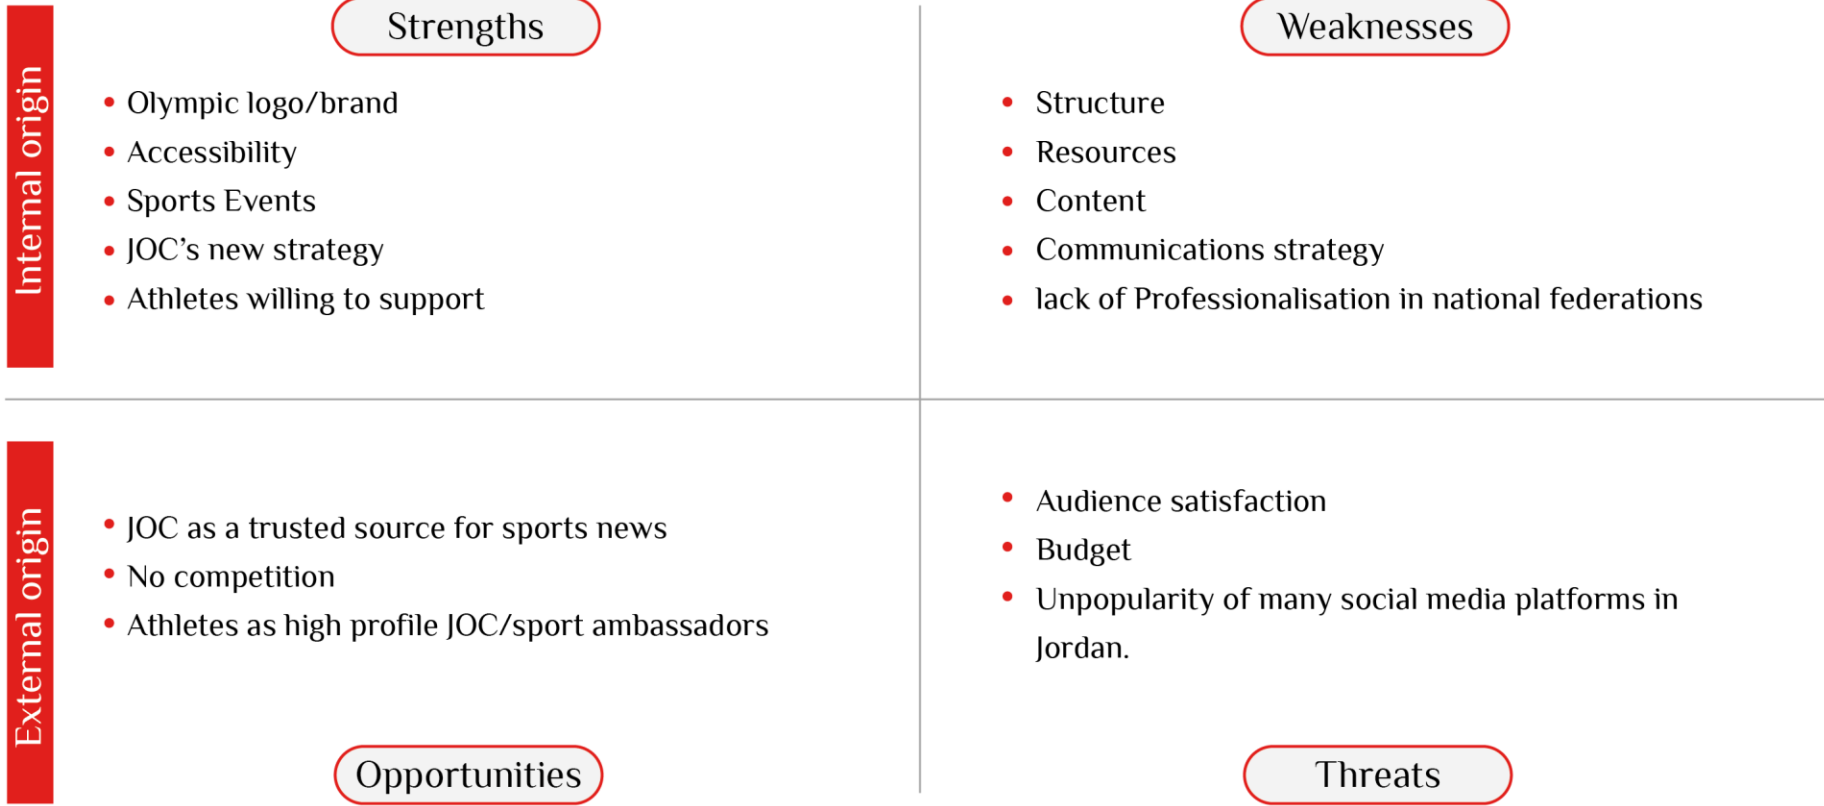 Internal origin
Strengths
Olympic logo/brand
Accessibility
Sports Events
JOC’s new strategy
Athletes willing to support
Weaknesses
Structure
Resources
Content
Communications strategy
lack of Professionalisation in national federations
External origin
JOC as a trusted source for sports news
No competition
Athletes as high profile JOC/sport ambassadors
Opportunities
Audience satisfaction
Budget
Unpopularity of many social media platforms in
Jordan.
Threats